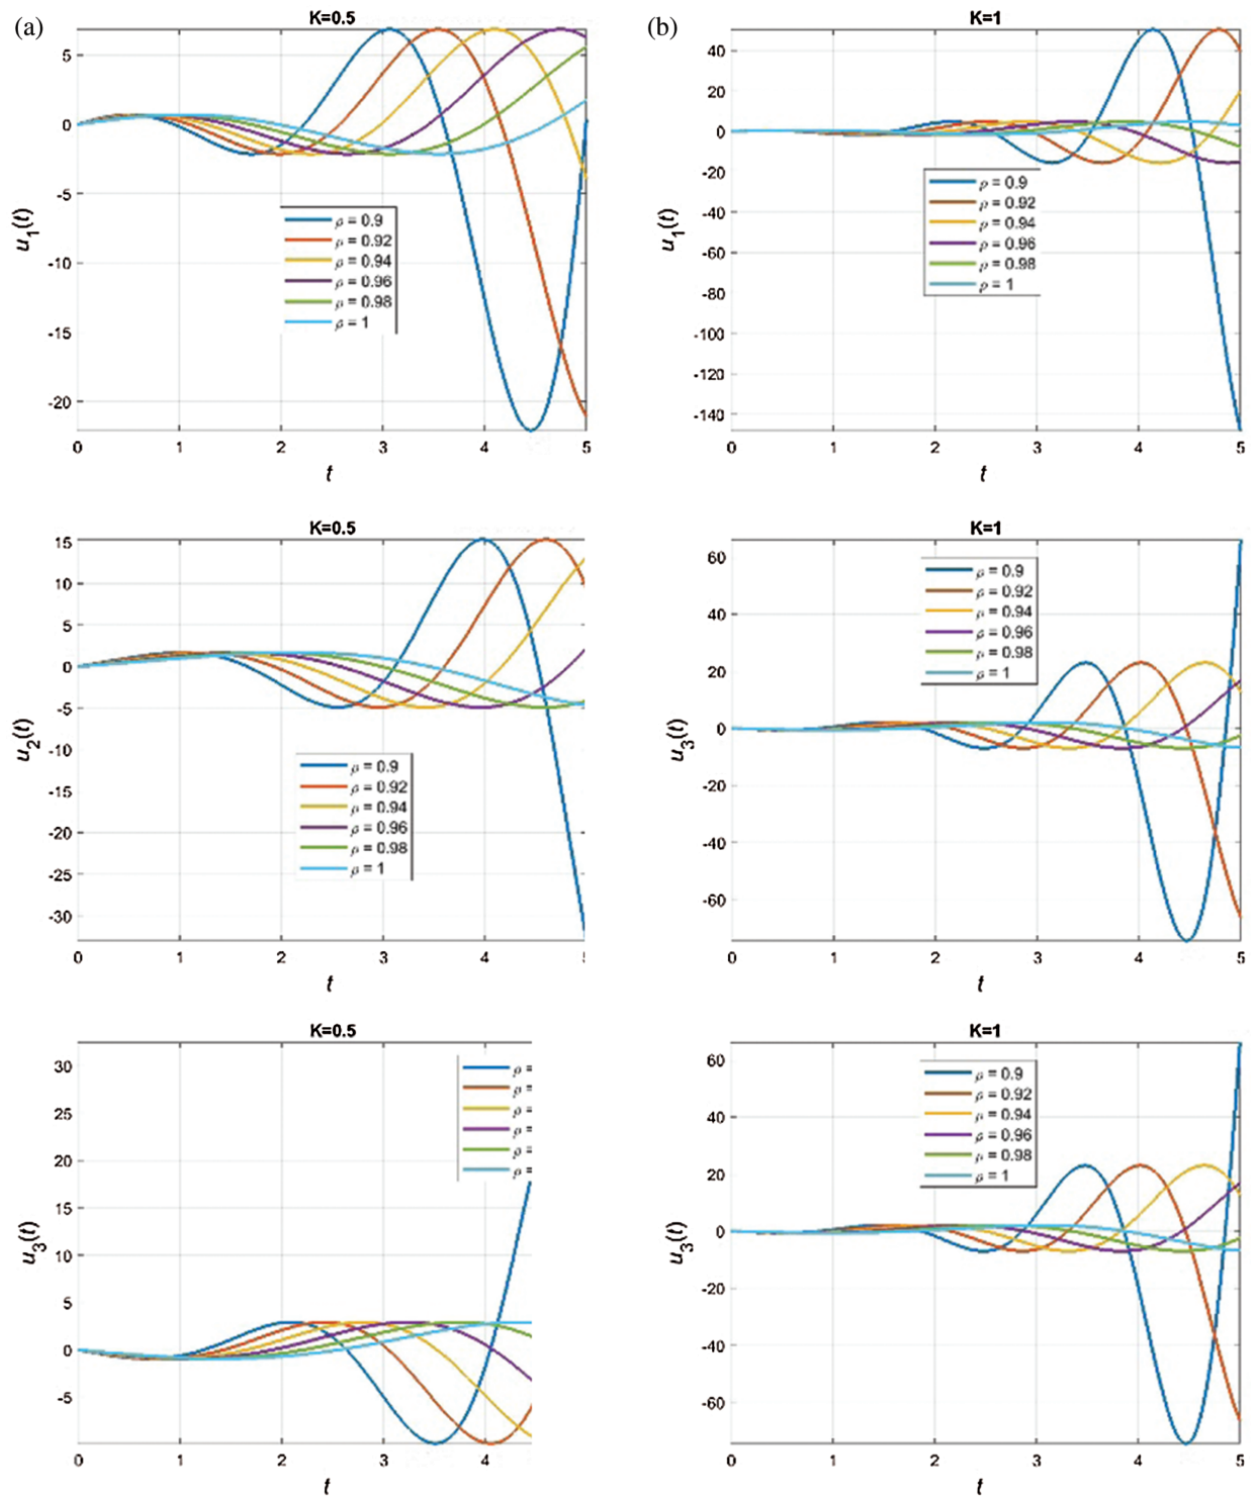 (a)
K=0.5
5
0
-5
-10
-15
-20
u1(t)
ρ = 0.9
ρ = 0.92
ρ = 0.94
ρ = 0.96
ρ = 0.98
ρ = 1
0 1 2 3 4 5
t
(b)
K=1
40
20
0
-20
-40
-60
-80
-100
-120
-140
u1(t)
ρ = 0.9
ρ = 0.92
ρ = 0.94
ρ = 0.96
ρ = 0.98
ρ = 1
0 1 2 3 4 5
t
K=0.5
15
10
5
0
-5
-10
-15
-20
-25
-30
u2(t)
ρ = 0.9
ρ = 0.92
ρ = 0.94
ρ = 0.96
ρ = 0.98
ρ = 1
0 1 2 3 4
t
K=1
60
40
20
0
-20
-40
-60
u3(t)
ρ = 0.9
ρ = 0.92
ρ = 0.94
ρ = 0.96
ρ = 0.98
ρ = 1
0 1 2 3 4 5
t
K=0.5
30
25
20
15
10
5
0
-5
u3(t)
ρ =
ρ =
ρ =
ρ =
ρ =
ρ =
0 1 2 3 4
t
K=1
60
40
20
0
-20
-40
-60
u3(t)
ρ = 0.9
ρ = 0.92
ρ = 0.94
ρ = 0.96
ρ = 0.98
ρ = 1
0 1 2 3 4 5
t